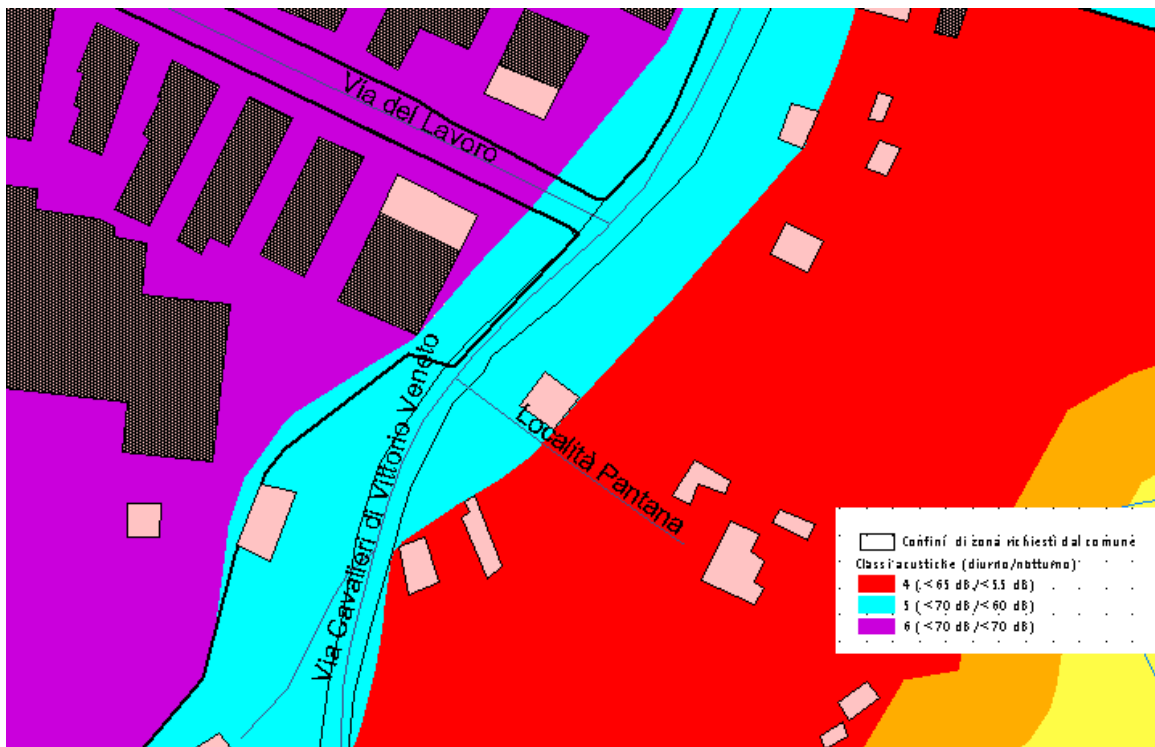 Via del Lavoro
Via Cavalieri di Vittorio Veneto
Località Pantana
Confini di zona richiesti dal comune
Classi acustiche (diurno/notturno)
4 (<65 dB/<55 dB)
5 (<70 dB/<60 dB)
6 (<70 dB/<70 dB)